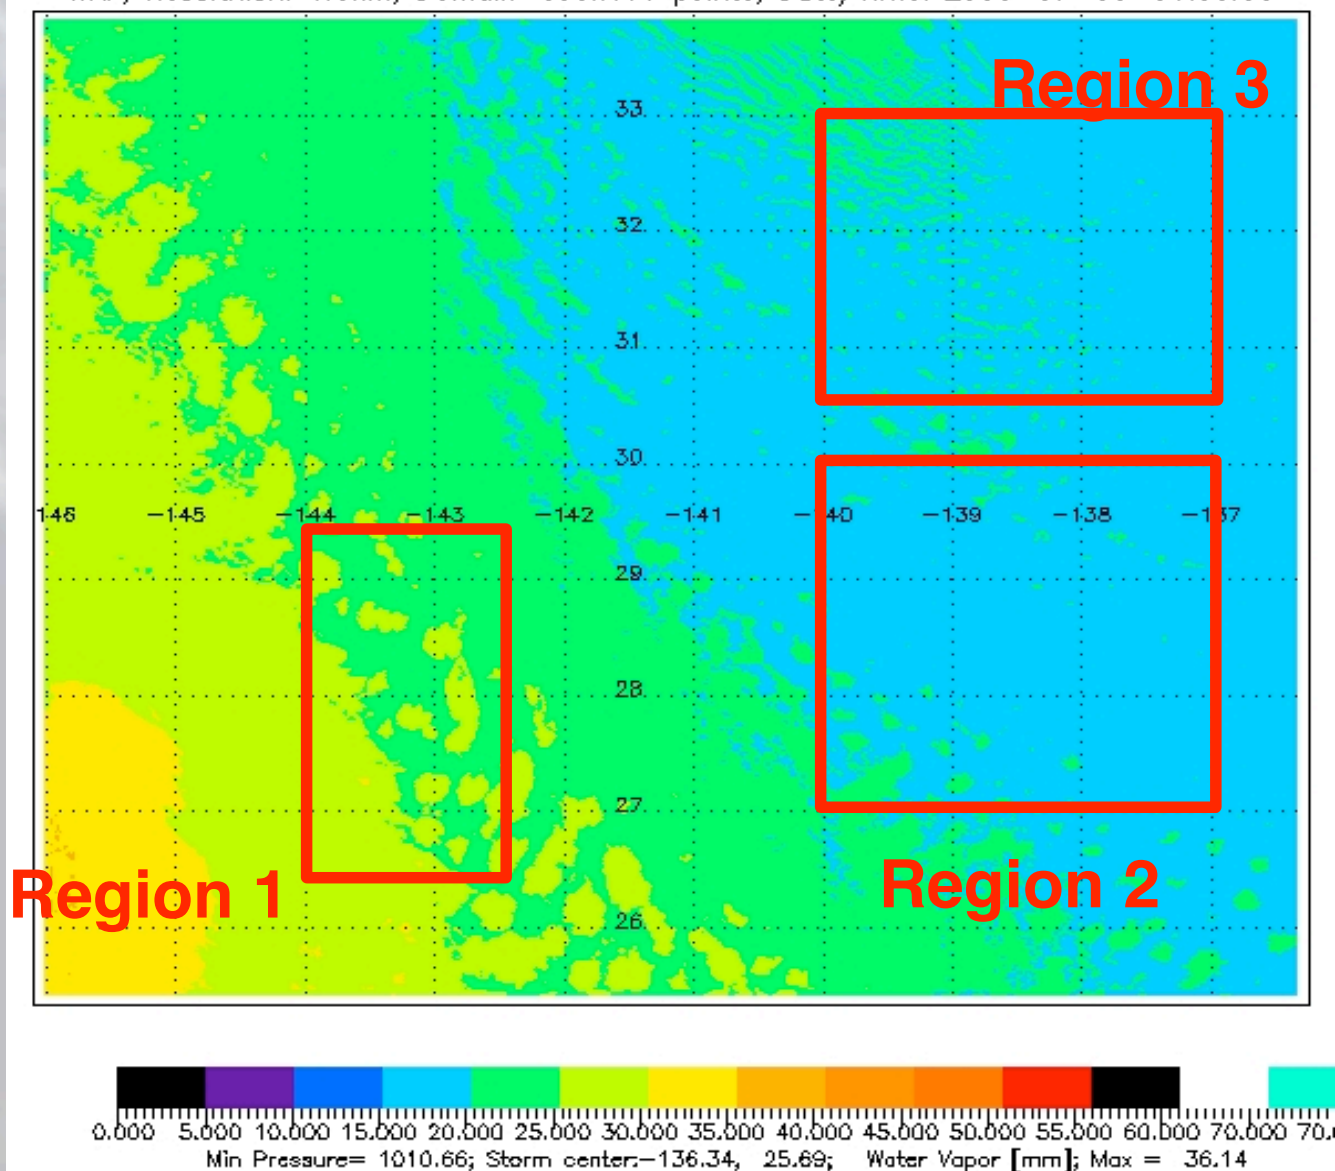 Region 3
33
32
31
30
146 -145 -144 -143 -142 -141 -140 -139 -138 -137
29
28
27
Region 1
Region 2
26
0.000 5.000 10.000 15.000 20.000 25.000 30.000 35.000 40.000 45.000 50.000 55.000 60.000 70.000 70.
Min Pressure= 1010.66; Storm center:-136.34, 25.69; Water Vapor [mm]; Max = 36.14